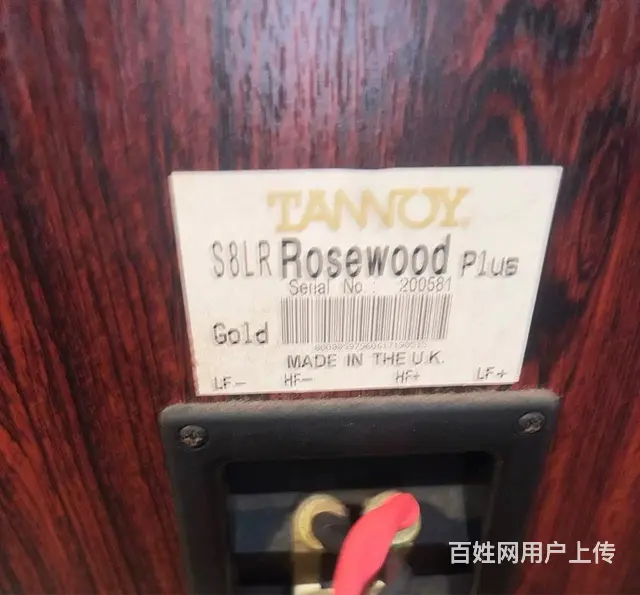 TANNOY
S8LR Rosewood Plus
Serial No.: 200581
Gold
MADE IN THE U.K.
LF- HF- HF+ LF+
百姓网用户上传